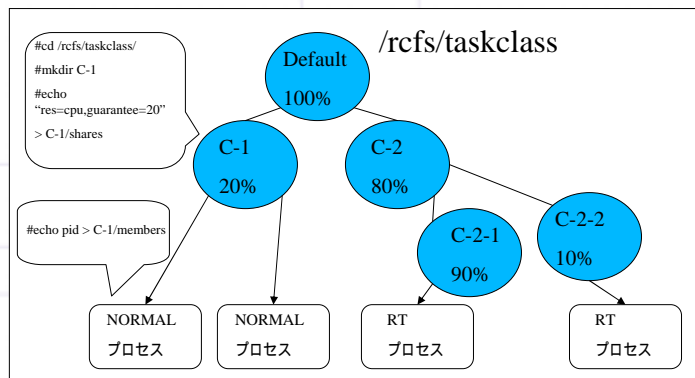 /rcfs/taskclass
#cd /rcfs/taskclass/
#mkdir C-1
#echo
“res=cpu,guarantee=20”
> C-1/shares
Default
100%
C-1
20%
C-2
80%
#echo pid > C-1/members
C-2-1
90%
C-2-2
10%
NORMAL
プロセス
NORMAL
プロセス
RT
プロセス
RT
プロセス